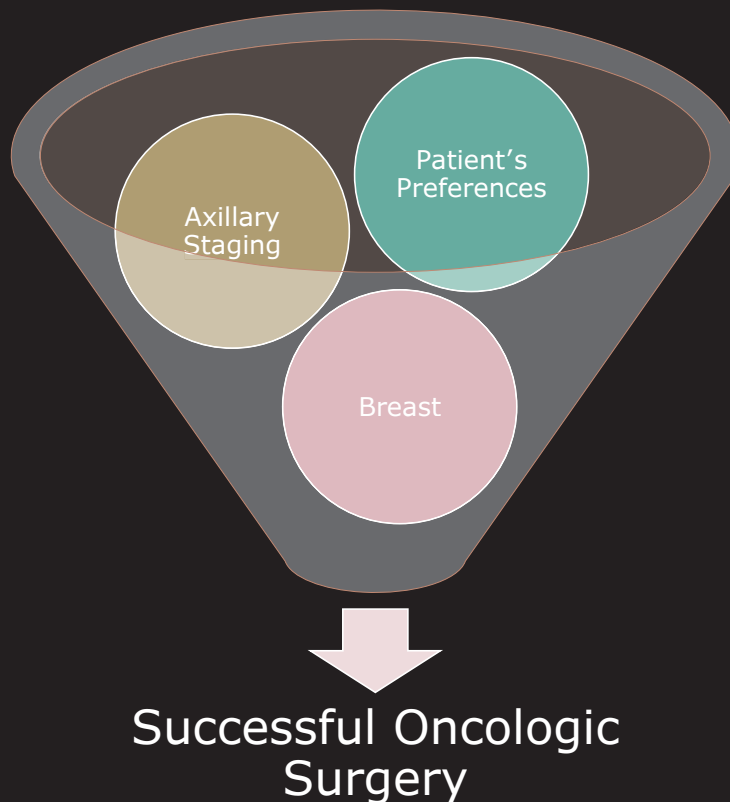 Patient’s
Preferences
Axillary
Staging
Breast
Successful Oncologic
Surgery